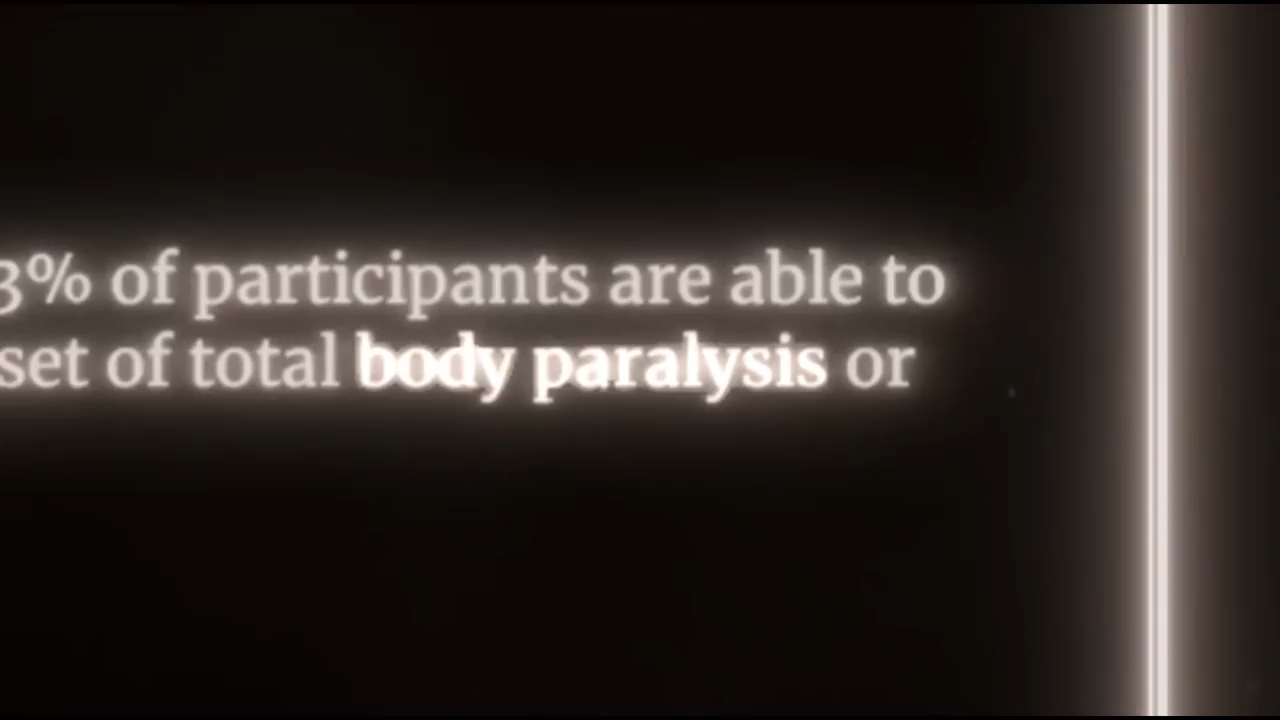 3% of participants are able to
set of total body paralysis or